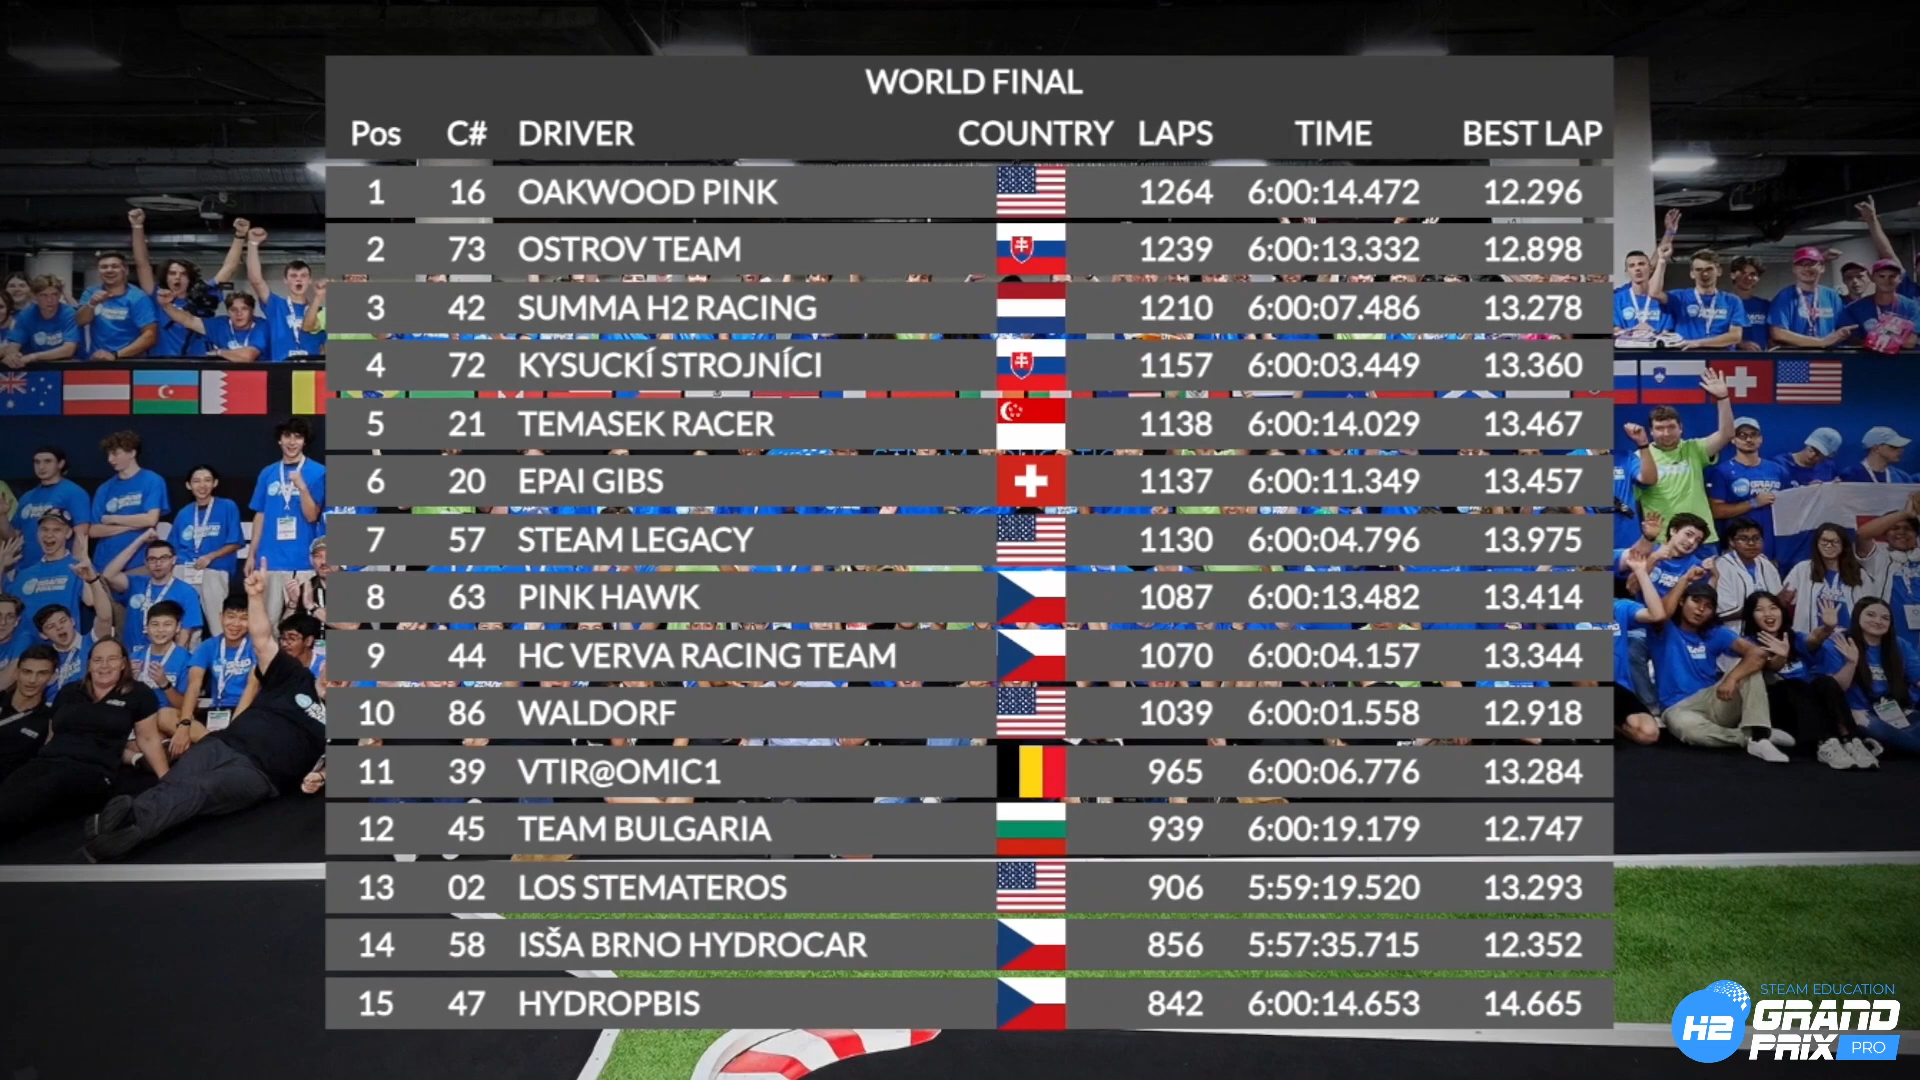 WORLD FINAL
Pos C# DRIVER COUNTRY LAPS TIME BEST LAP
1 16 OAKWOOD PINK 1264 6:00:14.472 12.296
2 73 OSTROV TEAM 1239 6:00:13.332 12.898
3 42 SUMMA H2 RACING 1210 6:00:07.486 13.278
4 72 KYSUCKÍ STROJNÍCI 1157 6:00:03.449 13.360
5 21 TEMASEK RACER 1138 6:00:14.029 13.467
6 20 EPAI GIBS 1137 6:00:11.349 13.457
7 57 STEAM LEGACY 1130 6:00:04.796 13.975
8 63 PINK HAWK 1087 6:00:13.482 13.414
9 44 HC VERVA RACING TEAM 1070 6:00:04.157 13.344
10 86 WALDORF 1039 6:00:01.558 12.918
11 39 VTIR@OMIC1 965 6:00:06.776 13.284
12 45 TEAM BULGARIA 939 6:00:19.179 12.747
13 02 LOS STEMATEROS 906 5:59:19.520 13.293
14 58 ISŠA BRNO HYDROCAR 856 5:57:35.715 12.352
15 47 HYDROPBIS 842 6:00:14.653 14.665
STEAM EDUCATION
H2 GRAND
PRIX PRO